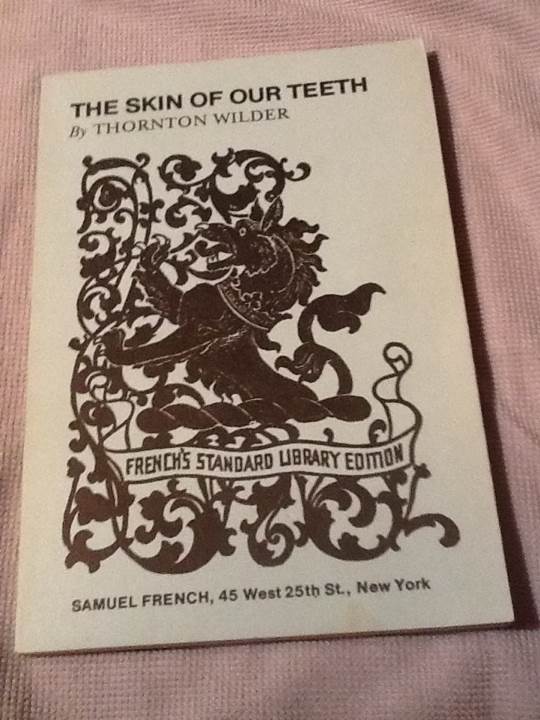 THE SKIN OF OUR TEETH
By THORNTON WILDER
FRENCH'S STANDARD LIBRARY EDITION
SAMUEL FRENCH, 45 West 25th St., New York